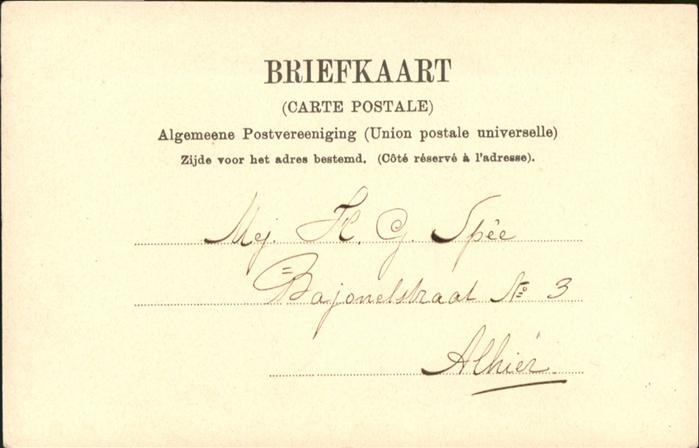 BRIEFKAART
(CARTE POSTALE)
Algemeene Postvereeniging (Union postale universelle)
Zijde voor het adres bestemd. (Côté réservé à l'adresse).
Mej. H. G. Spée
Bajonetstraat No 3
Alhier.